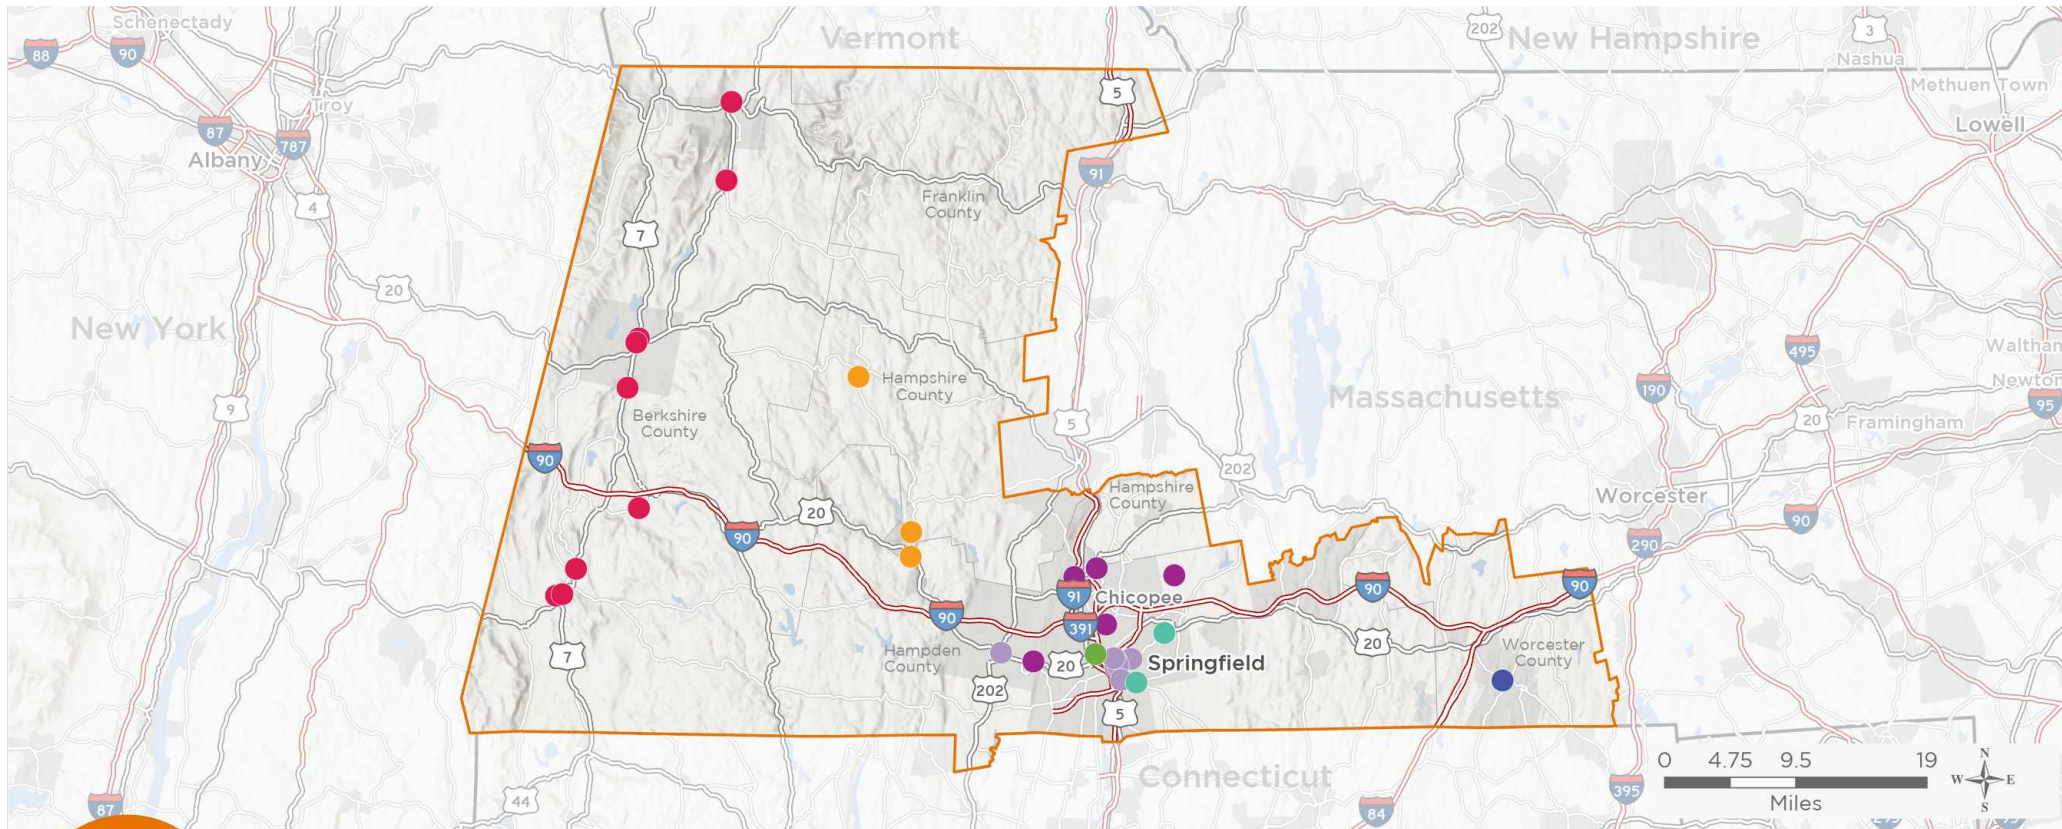 Schenectady
Vermont
New Hampshire
202
3
Nashua
88
90
Methuen Town
5
Troy
Lowell
87
787
Albany
91
4
Franklin
County
7
20
New York
495
Waltham
Hampshire
County
Massachusetts
190
Newton
9
95
Berkshire
County
5
20
Framingham
90
202
Hampshire
County
Worcester
20
90
90
290
91
Chicopee
90
90
90
391
7
Hampden
County
20
Springfield
20
Worcester
County
202
5
0 4.75 9.5 19
Miles
N
W E
S
Connecticut
44
87
84
395